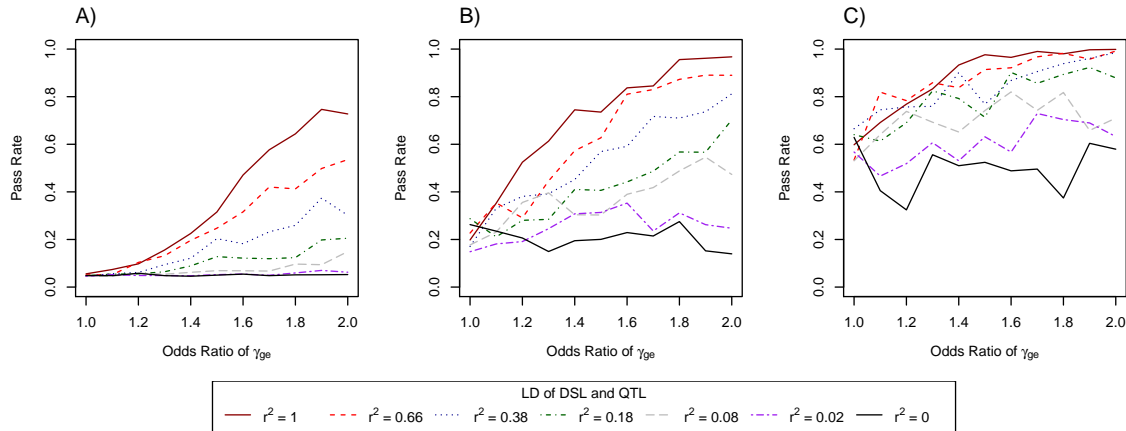 A)
Pass Rate
1.0
0.8
0.6
0.4
0.2
0.0
1.0 1.2 1.4 1.6 1.8 2.0
Odds Ratio of γge
B)
Pass Rate
1.0
0.8
0.6
0.4
0.2
0.0
1.0 1.2 1.4 1.6 1.8 2.0
Odds Ratio of γge
C)
Pass Rate
1.0
0.8
0.6
0.4
0.2
0.0
1.0 1.2 1.4 1.6 1.8 2.0
Odds Ratio of γge
LD of DSL and QTL
r² = 1 r² = 0.66 r² = 0.38 r² = 0.18 r² = 0.08 r² = 0.02 r² = 0